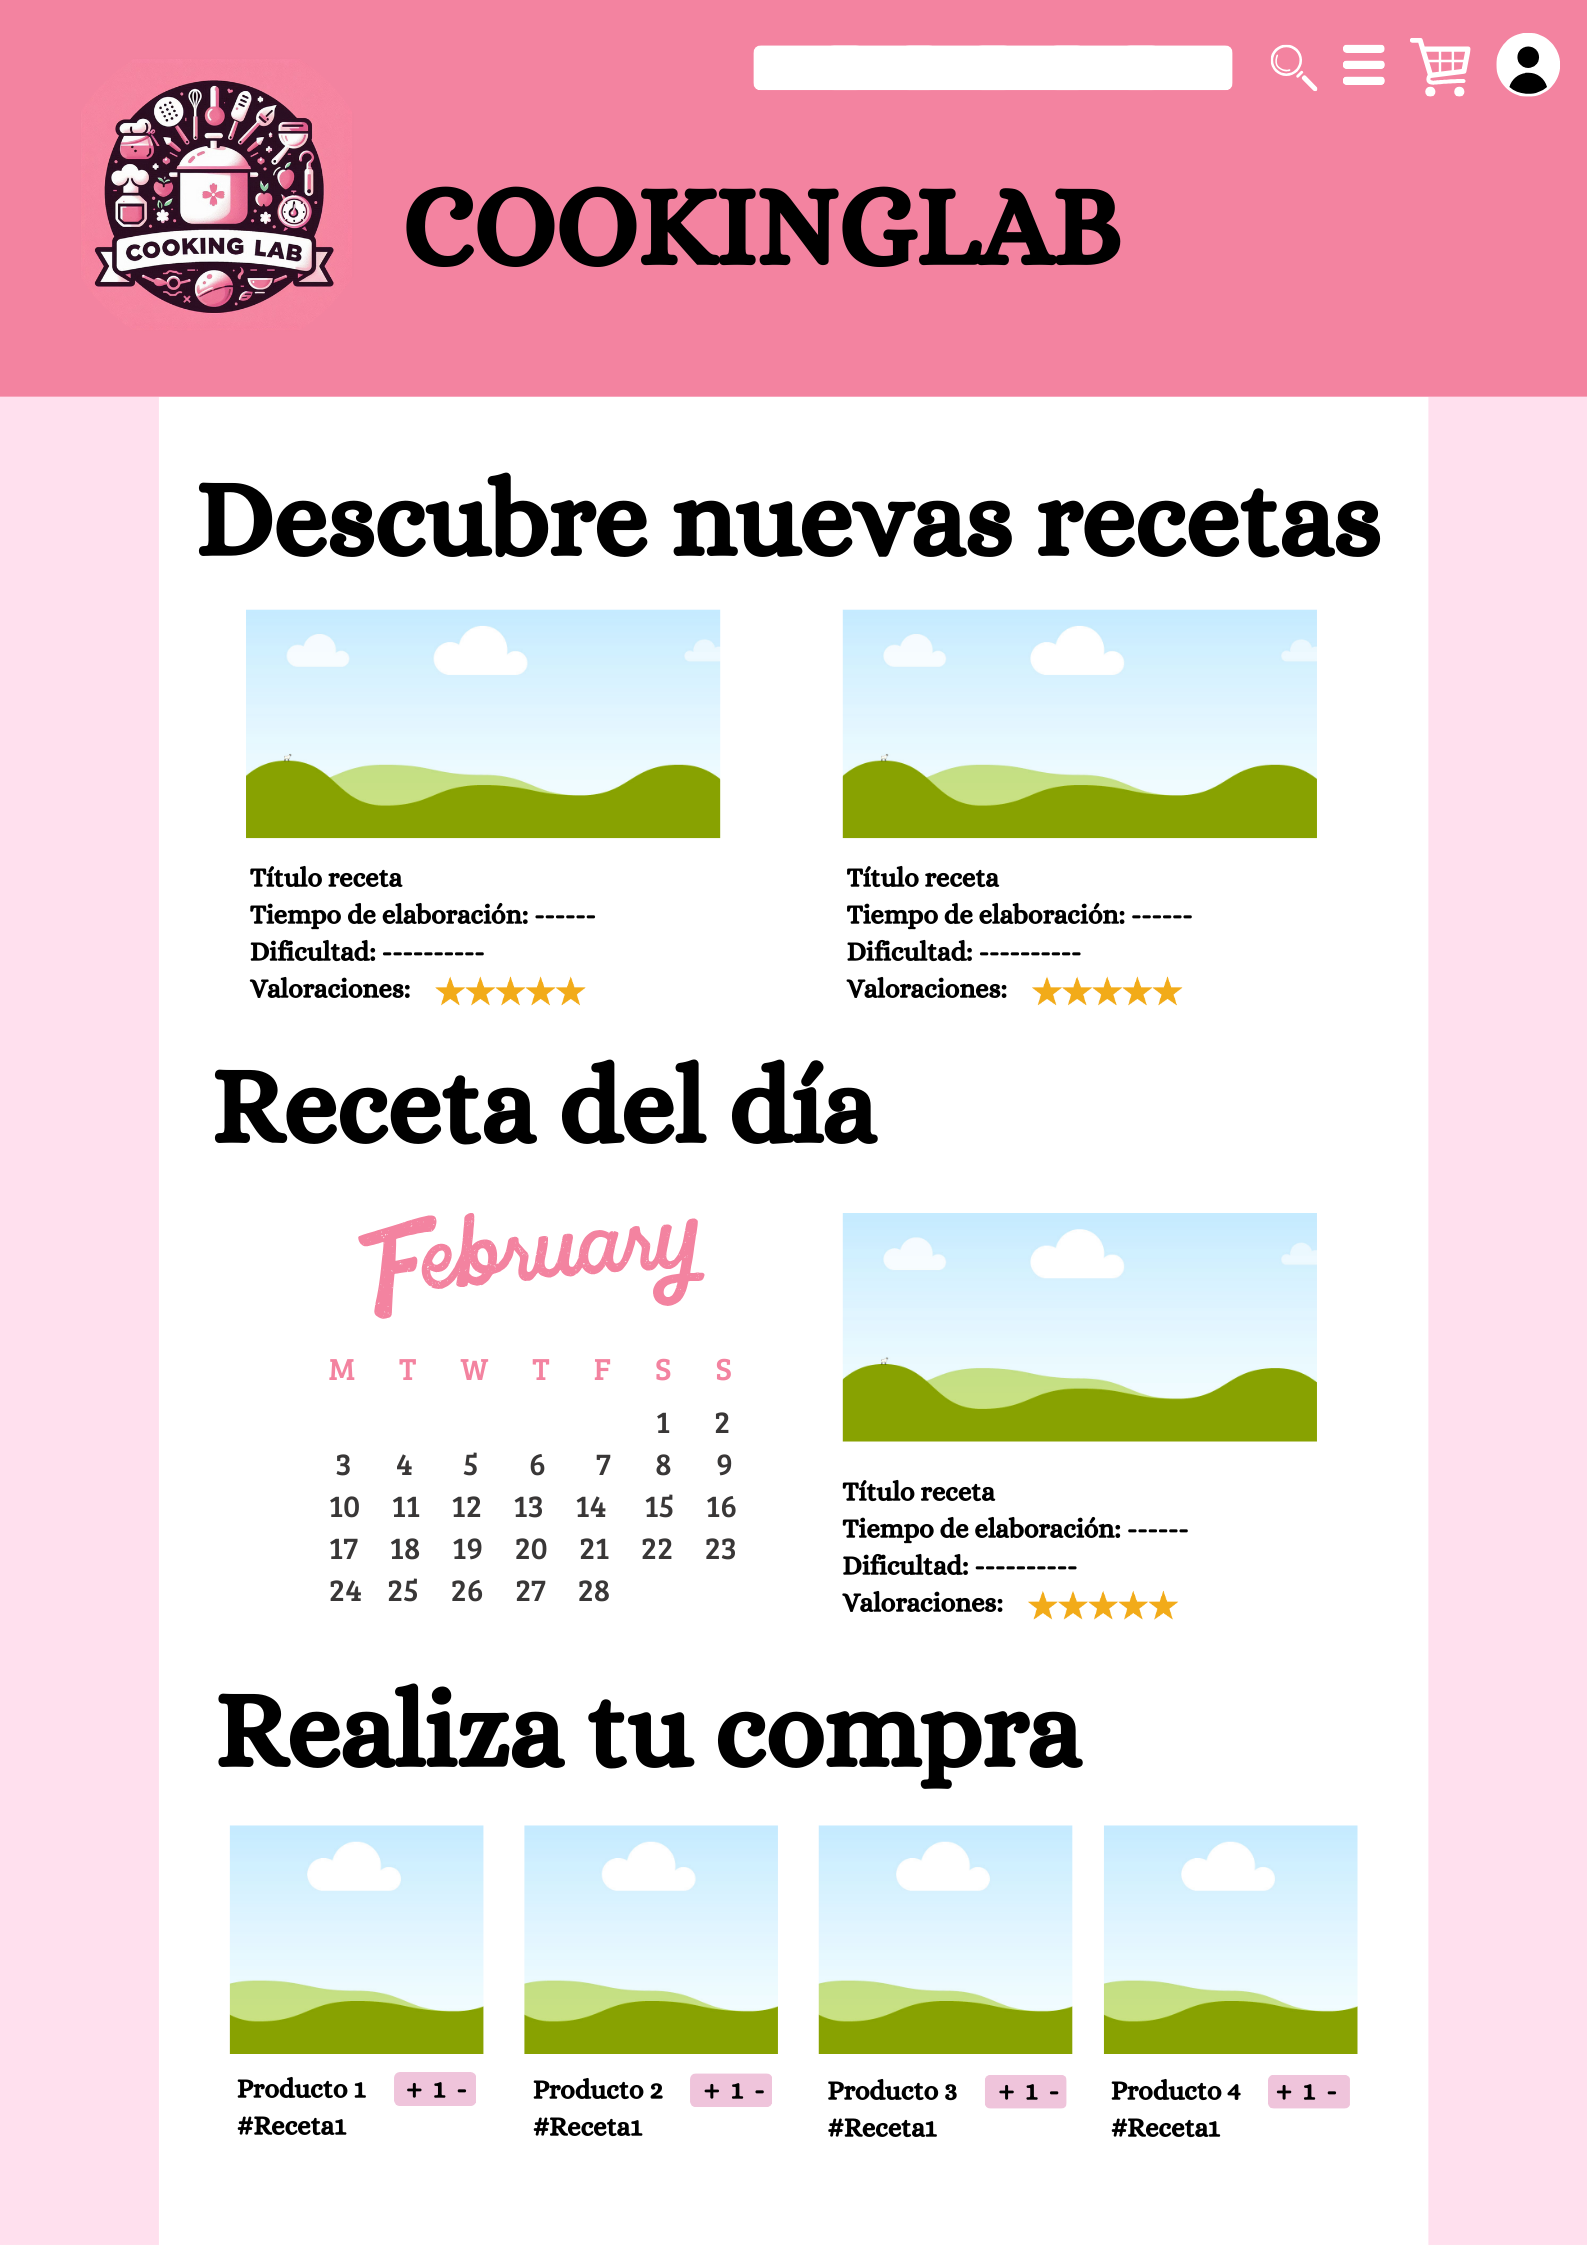 COOKING LAB
COOKINGLAB
Descubre nuevas recetas
Título receta
Tiempo de elaboración: ------
Dificultad: ----------
Valoraciones:
Título receta
Tiempo de elaboración: ------
Dificultad: ----------
Valoraciones:
Receta del día
February
M T W T F S S
1 2
3 4 5 6 7 8 9
10 11 12 13 14 15 16
17 18 19 20 21 22 23
24 25 26 27 28
Título receta
Tiempo de elaboración: ------
Dificultad: ----------
Valoraciones:
Realiza tu compra
Producto 1 + 1 -
#Receta1
Producto 2 + 1 -
#Receta1
Producto 3 + 1 -
#Receta1
Producto 4 + 1 -
#Receta1